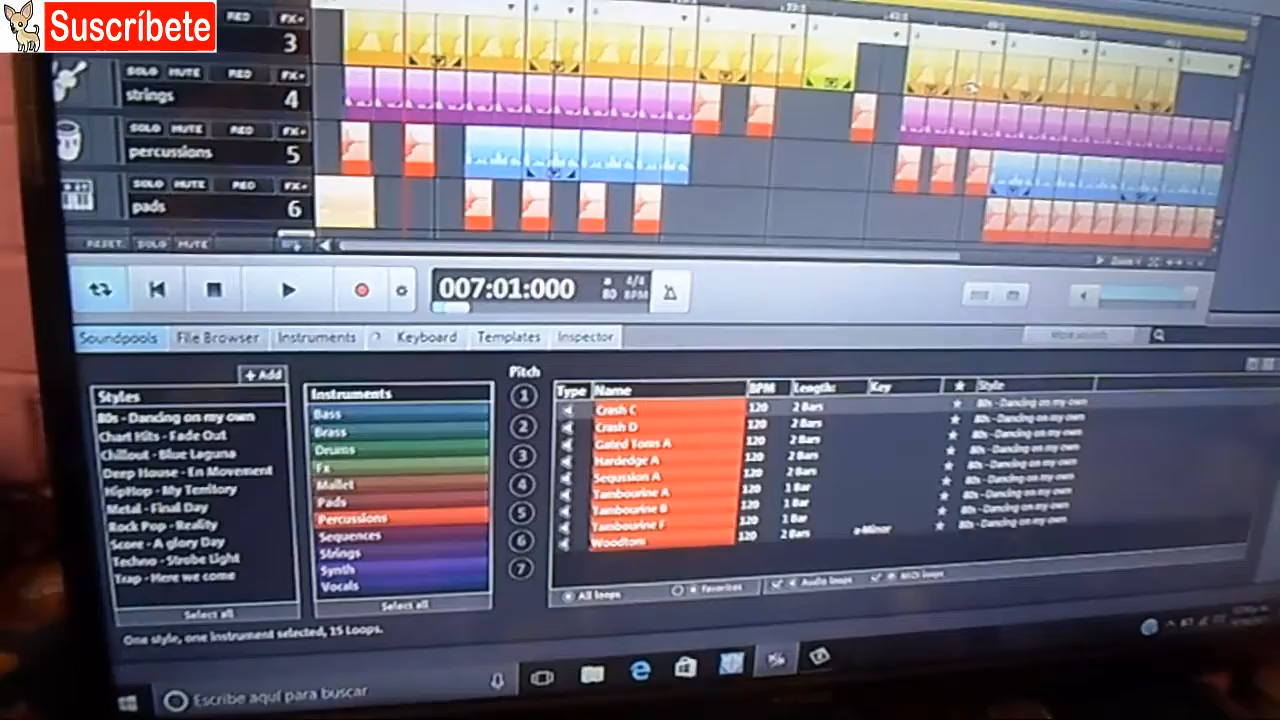 Suscríbete
SOLO MUTE FX+
3
SOLO MUTE FX+
strings 4
SOLO MUTE FX+
percussions 5
SOLO MUTE FX+
pads 6
RESET SOLO MUTE
007:01:000 80 4/4 BPM
Soundpools File Browser Instruments Keyboard Templates Inspector
+ Add
Styles
80s - Dancing on my own
Chart Hits - Fade Out
Chillout - Blue Laguna
Deep House - En Movement
HipHop - My Territory
Metal - Final Day
Rock Pop - Reality
Score - A glory Day
Techno - Strobe Light
Trap - Here we come
Select all
Instruments
Bass
Brass
Drums
Fx
Mallet
Pads
Percussions
Sequences
Strings
Synth
Vocals
Select all
Pitch
1
2
3
4
5
6
7
Type Name BPM Length: Key Style
Crash C 120 2 Bars 80s - Dancing on my own
Crash D 120 2 Bars 80s - Dancing on my own
Gated Toms A 120 2 Bars 80s - Dancing on my own
Hardedge A 120 2 Bars 80s - Dancing on my own
Sequssion A 120 2 Bars 80s - Dancing on my own
Tambourine A 120 1 Bar 80s - Dancing on my own
Tambourine B 120 1 Bar 80s - Dancing on my own
Tambourine F 120 1 Bar 80s - Dancing on my own
Woodtom 120 2 Bars a-Minor
All loops Favorites Audio loops MIDI loops
One style, one instrument selected, 15 Loops.
Escribe aquí para buscar